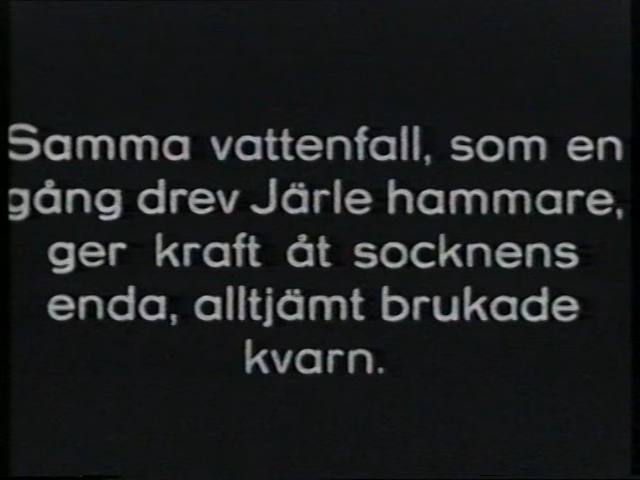 Samma vattenfall, som en
gång drev Järle hammare,
ger kraft åt socknens
enda, alltjämt brukade
kvarn.